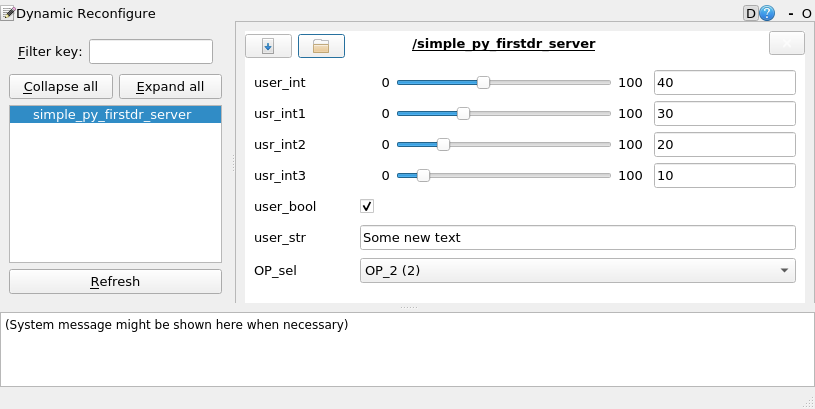 Dynamic Reconfigure
D ? - O
Filter key:
Collapse all Expand all
simple_py_firstdr_server
Refresh
/simple_py_firstdr_server
user_int 0 100 40
usr_int1 0 100 30
usr_int2 0 100 20
usr_int3 0 100 10
user_bool
user_str Some new text
OP_sel OP_2 (2)
(System message might be shown here when necessary)